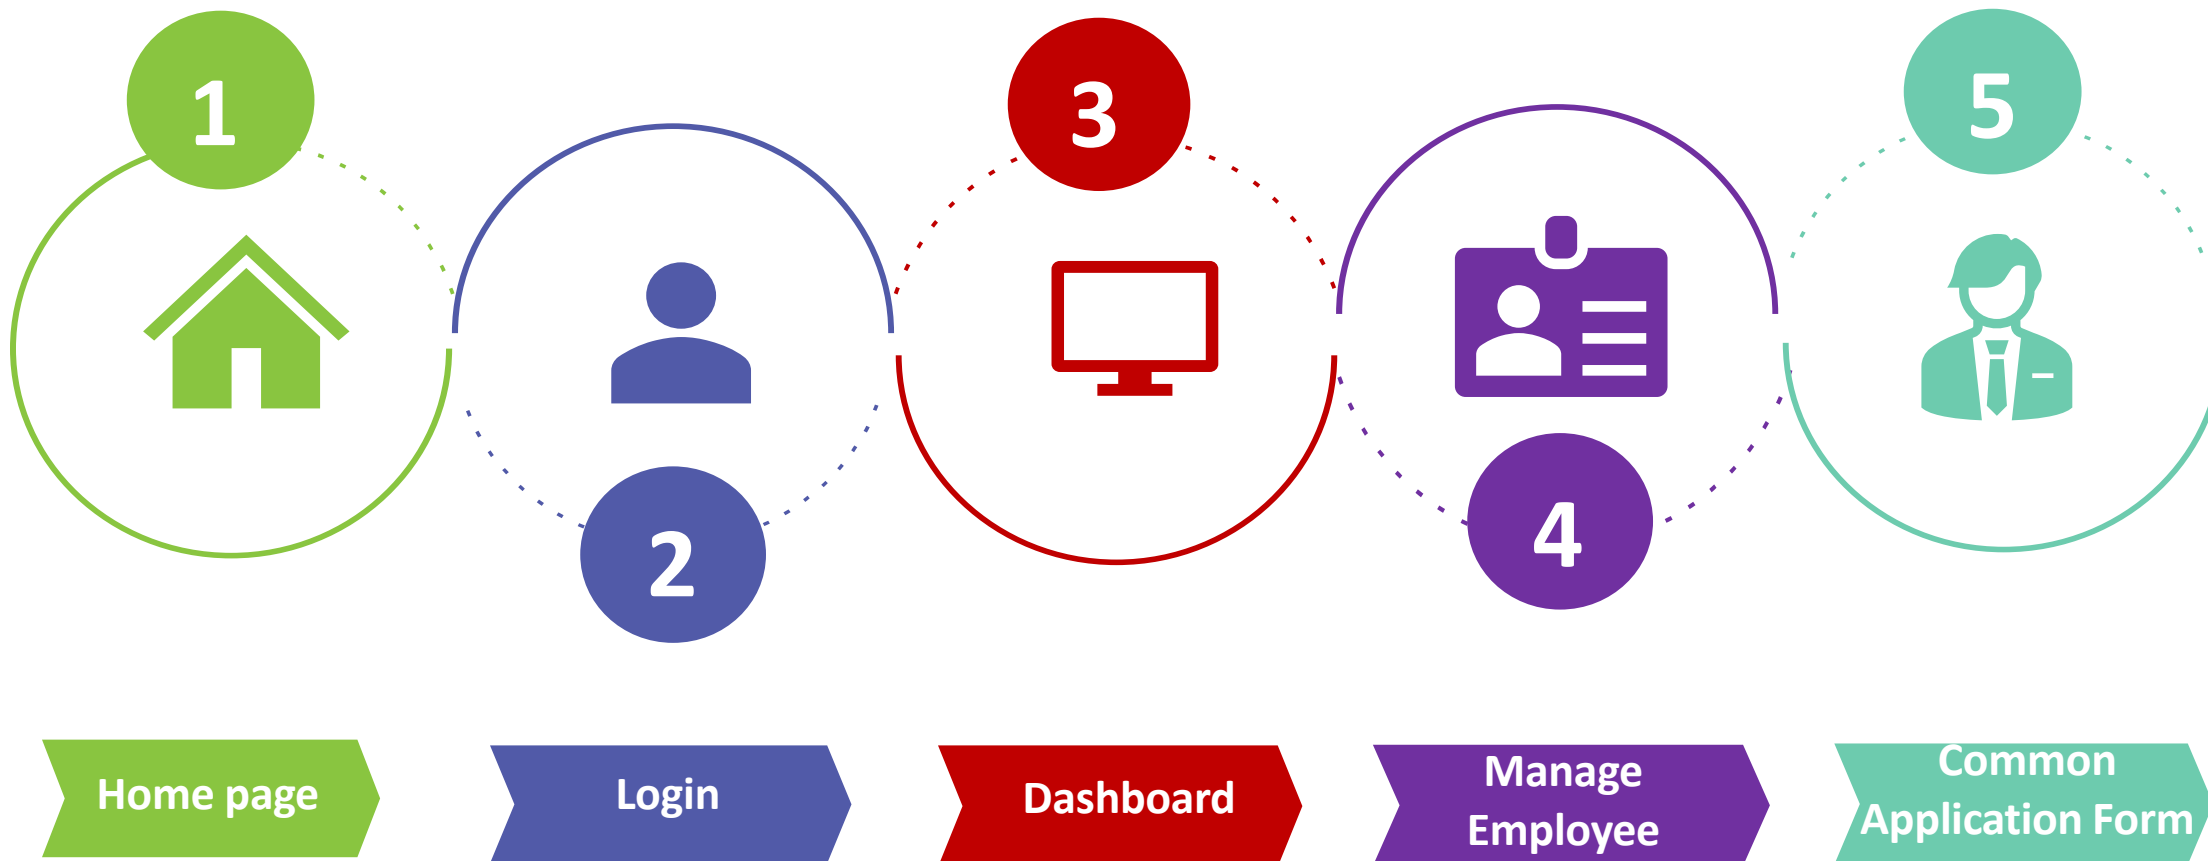 1
2
3
4
5
Home page
Login
Dashboard
Manage
Employee
Common
Application Form